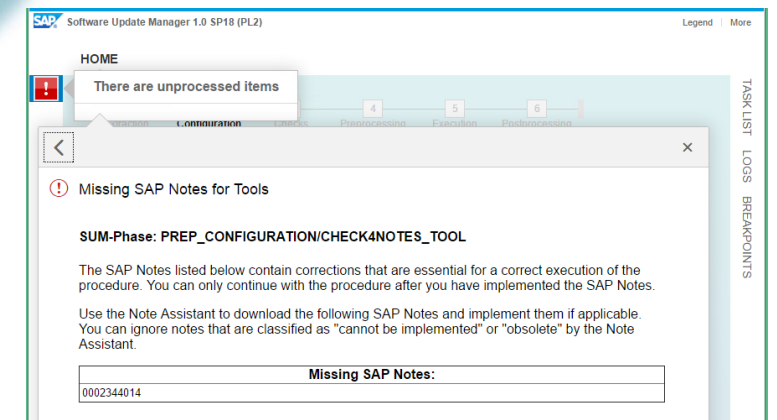 SAP Software Update Manager 1.0 SP18 (PL2)
Legend More
HOME
There are unprocessed items
!
4 5 6
Extraction Configuration Checks Preprocessing Execution Postprocessing
TASK LIST LOGS BREAKPOINTS
Missing SAP Notes for Tools
SUM-Phase: PREP_CONFIGURATION/CHECK4NOTES_TOOL
The SAP Notes listed below contain corrections that are essential for a correct execution of the
procedure. You can only continue with the procedure after you have implemented the SAP Notes.
Use the Note Assistant to download the following SAP Notes and implement them if applicable.
You can ignore notes that are classified as "cannot be implemented" or "obsolete" by the Note
Assistant.
Missing SAP Notes:
0002344014